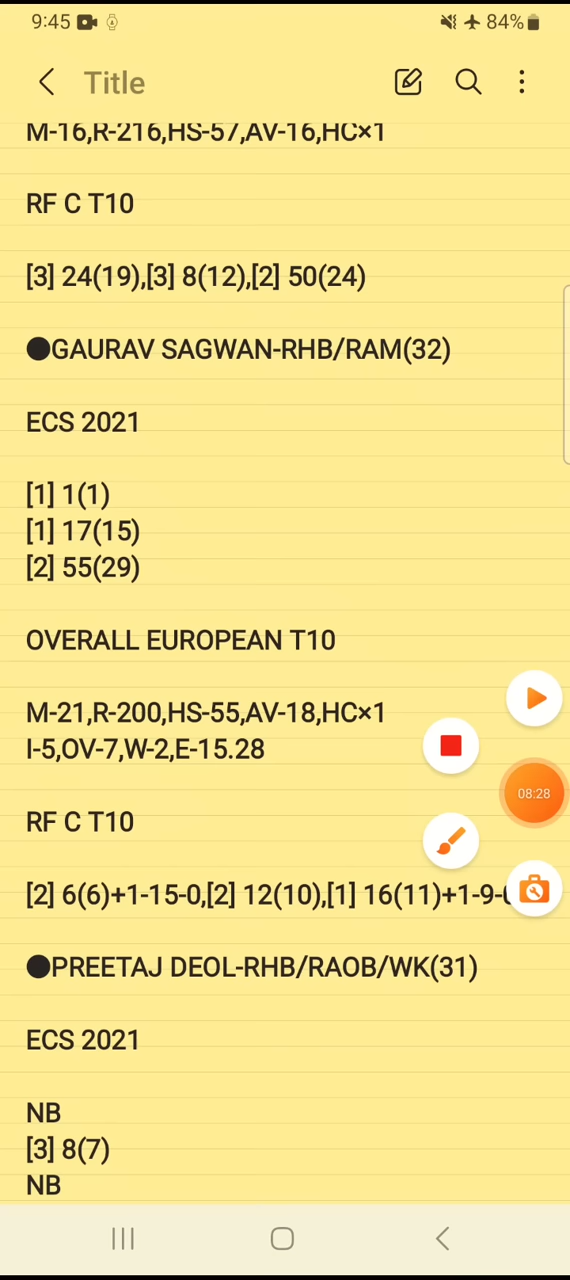 9:45 84%
Title
M-16,R-216,HS-57,AV-16,HC×1
RF C T10
[3] 24(19),[3] 8(12),[2] 50(24)
●GAURAV SAGWAN-RHB/RAM(32)
ECS 2021
[1] 1(1)
[1] 17(15)
[2] 55(29)
OVERALL EUROPEAN T10
M-21,R-200,HS-55,AV-18,HC×1
I-5,OV-7,W-2,E-15.28
RF C T10
08:28
[2] 6(6)+1-15-0,[2] 12(10),[1] 16(11)+1-9-
●PREETAJ DEOL-RHB/RAOB/WK(31)
ECS 2021
NB
[3] 8(7)
NB